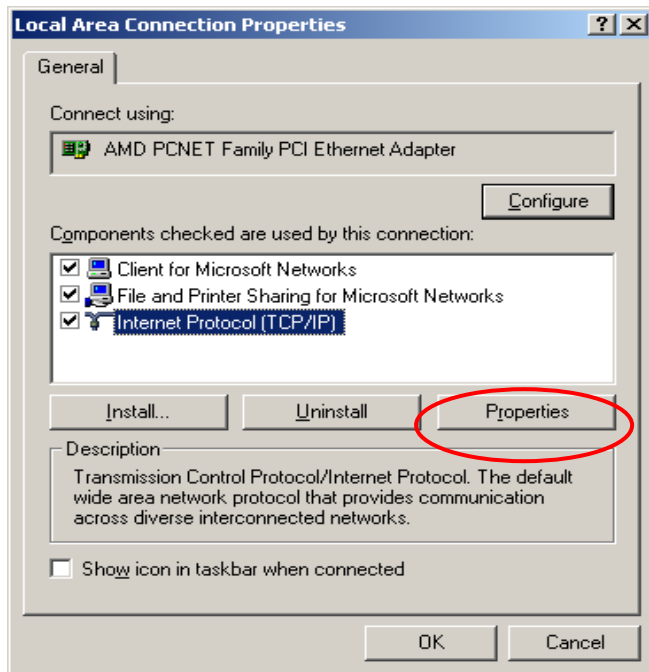 Local Area Connection Properties
General
Connect using:
AMD PCNET Family PCI Ethernet Adapter
Configure
Components checked are used by this connection:
Client for Microsoft Networks
File and Printer Sharing for Microsoft Networks
Internet Protocol (TCP/IP)
Install... Uninstall Properties
Description
Transmission Control Protocol/Internet Protocol. The default
wide area network protocol that provides communication
across diverse interconnected networks.
Show icon in taskbar when connected
OK Cancel